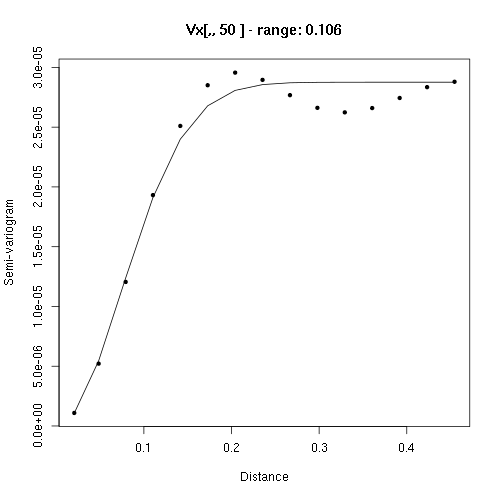 Vx[,, 50 ] - range: 0.106
Semi-variogram
3.0e-05
2.5e-05
2.0e-05
1.5e-05
1.0e-05
5.0e-06
0.0e+00
0.1
0.2
0.3
0.4
Distance